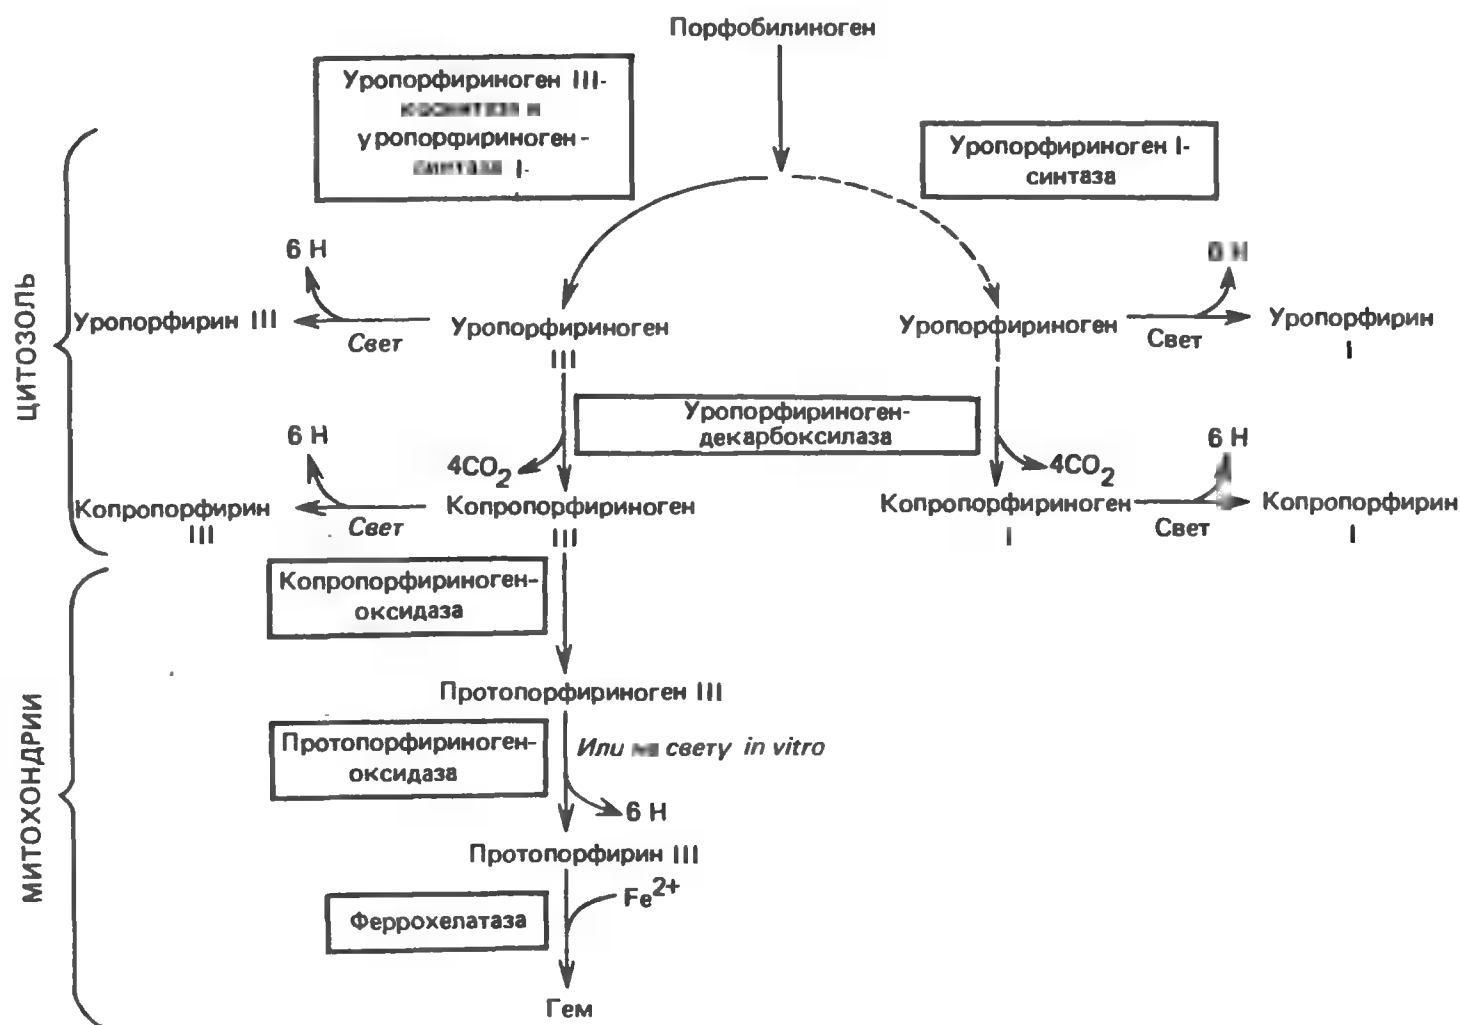 Порфобилиноген
Уропорфириноген III-
уропорфириноген-
I-
Уропорфириноген I-
синтаза
ЦИТОЗОЛЬ
6 H
H
Уропорфирин III
Свет
Уропорфириноген
III
Уропорфириноген
Свет
Уропорфирин
I
Уропорфириноген-
декарбоксилаза
6 H
4CO2
4CO2
6 H
Копропорфирин
III
Свет
Копропорфириноген
III
Копропорфириноген
I
Свет
Копропорфирин
I
МИТОХОНДРИИ
Копропорфириноген-
оксидаза
Протопорфириноген III
Протопорфириноген-
оксидаза
Или свету in vitro
6 H
Протопорфирин III
Fe2+
Феррохелатаза
Гем